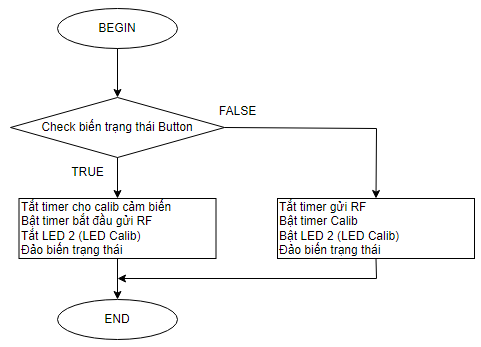 BEGIN
Check biến trạng thái Button
FALSE
TRUE
Tắt timer cho calib cảm biến
Bật timer bắt đầu gửi RF
Tắt LED 2 (LED Calib)
Đảo biến trạng thái
Tắt timer gửi RF
Bật timer Calib
Bật LED 2 (LED Calib)
Đảo biến trạng thái
END